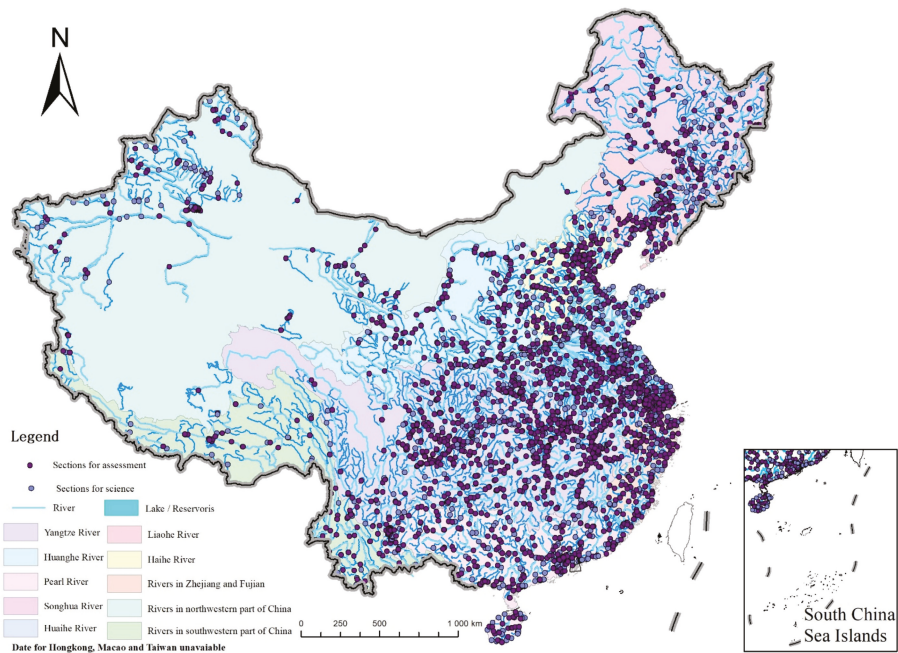 N
Legend
Sections for assessment
Sections for science
River
Lake / Reservoris
Yangtze River
Liaohe River
Huanghe River
Haihe River
Pearl River
Rivers in Zhejiang and Fujian
Songhua River
Rivers in northwestern part of China
Huaihe River
Rivers in southwestern part of China
0 250 500 1 000 km
Date for Hongkong, Macao and Taiwan unavaiable
South China
Sea Islands